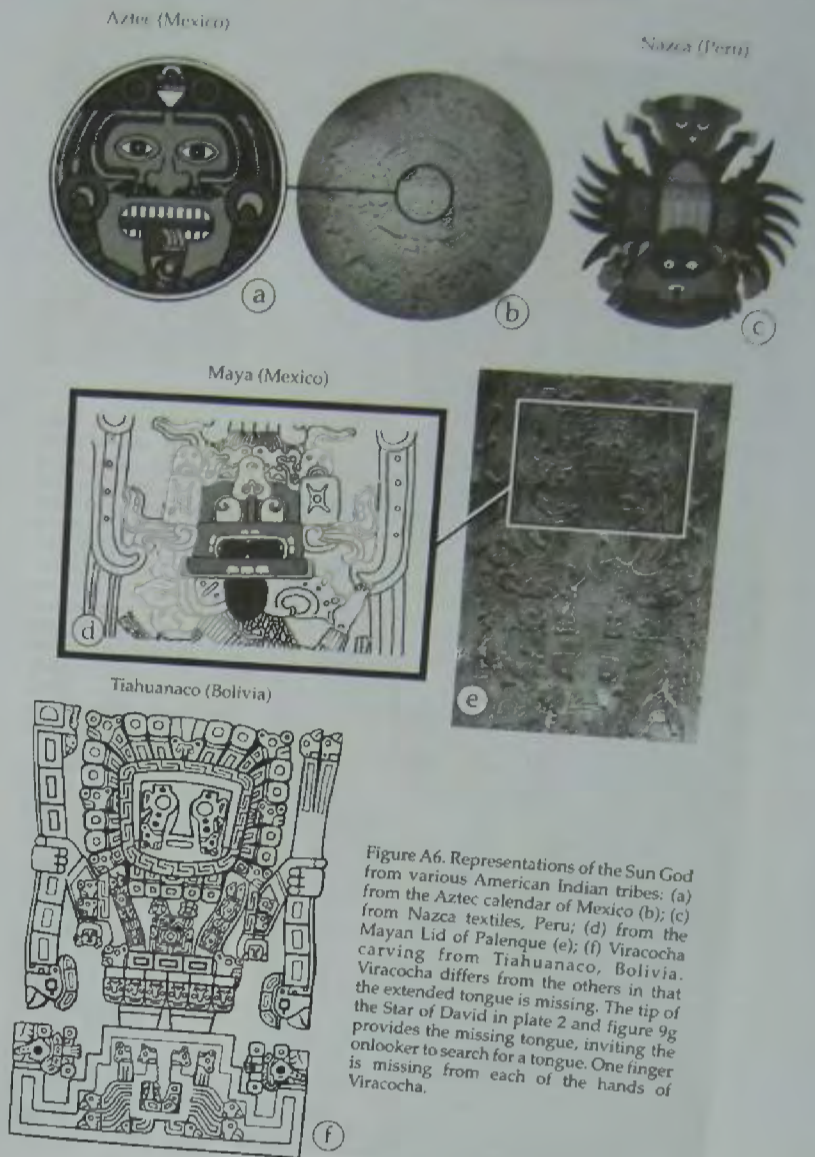 Aztec (Mexico)
Nazca (Peru)
a
b
c
Maya (Mexico)
d
e
Tiahuanaco (Bolivia)
f
Figure A6. Representations of the Sun God
from various American Indian tribes: (a)
from the Aztec calendar of Mexico (b); (c)
from Nazca textiles, Peru; (d) from the
Mayan Lid of Palenque (e); (f) Viracocha
carving from Tiahuanaco, Bolivia.
Viracocha differs from the others in that
the extended tongue is missing. The tip of
the Star of David in plate 2 and figure 9g
provides the missing tongue, inviting the
onlooker to search for a tongue. One finger
is missing from each of the hands of
Viracocha.